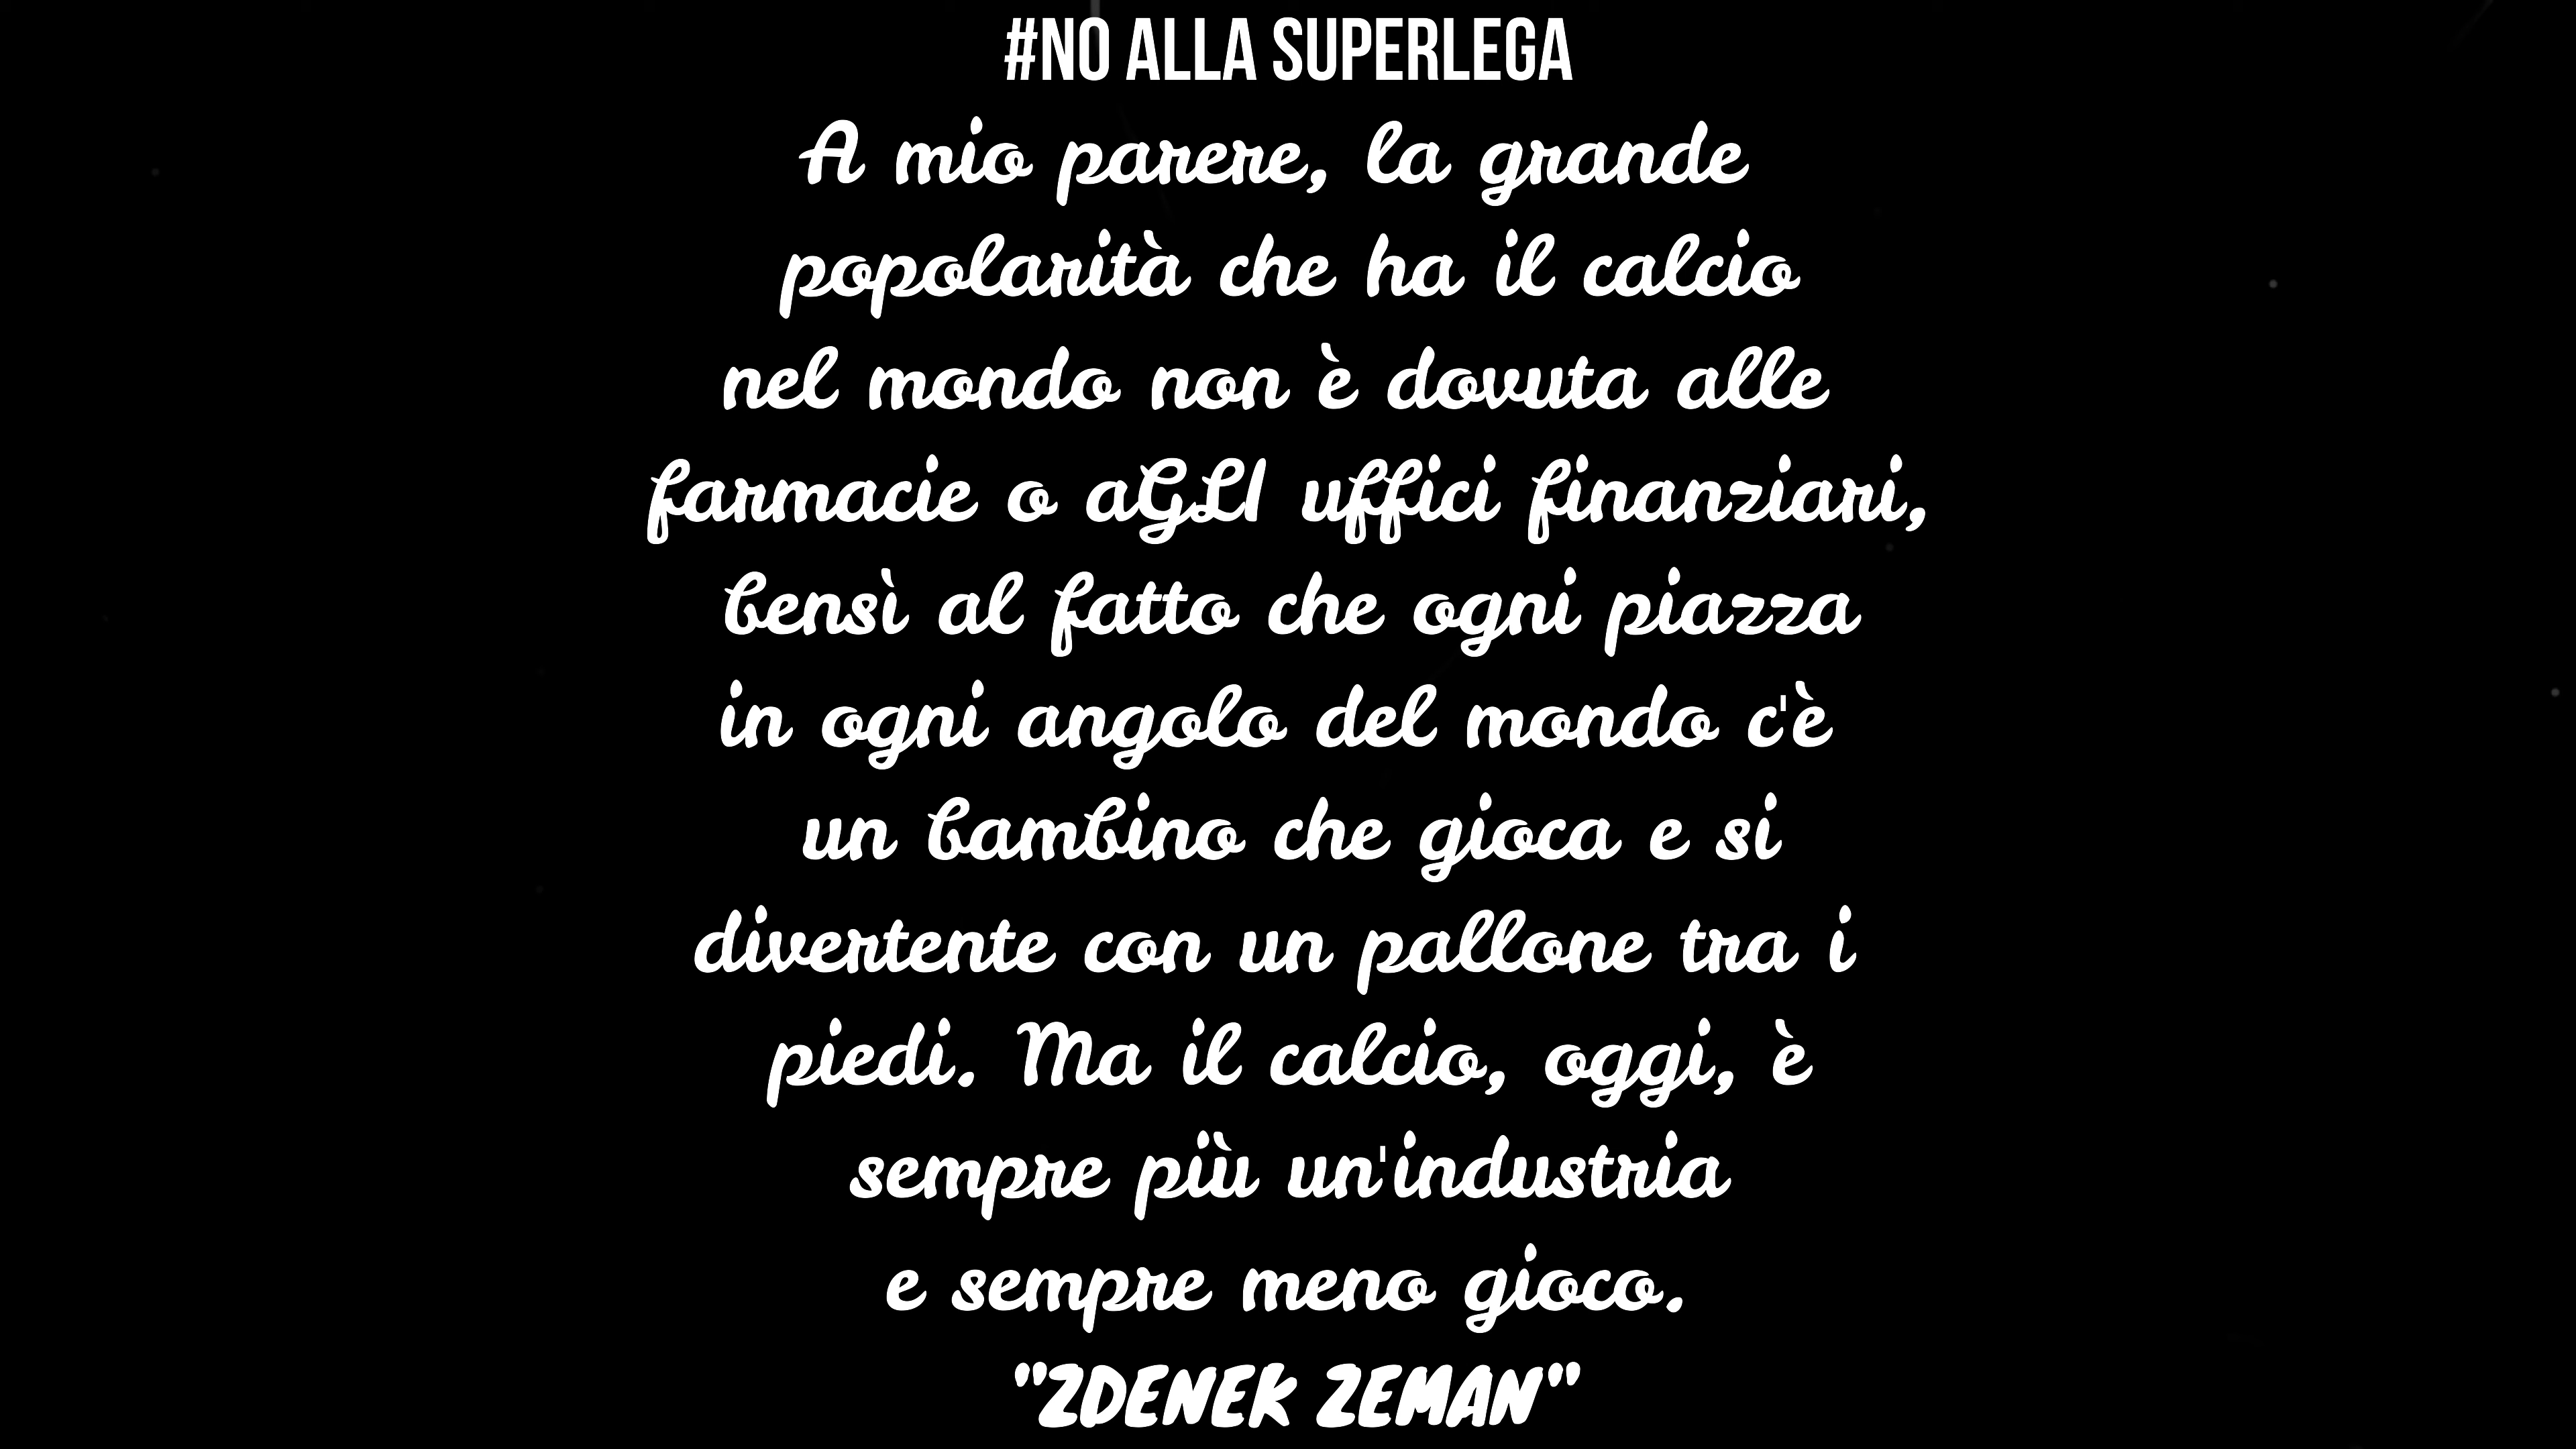 #NO ALLA SUPERLEGA
A mio parere, la grande
popolarità che ha il calcio
nel mondo non è dovuta alle
farmacie o aGLI uffici finanziari,
bensì al fatto che ogni piazza
in ogni angolo del mondo c'è
un bambino che gioca e si
divertente con un pallone tra i
piedi. Ma il calcio, oggi, è
sempre più un'industria
e sempre meno gioco.
"ZDENEK ZEMAN"